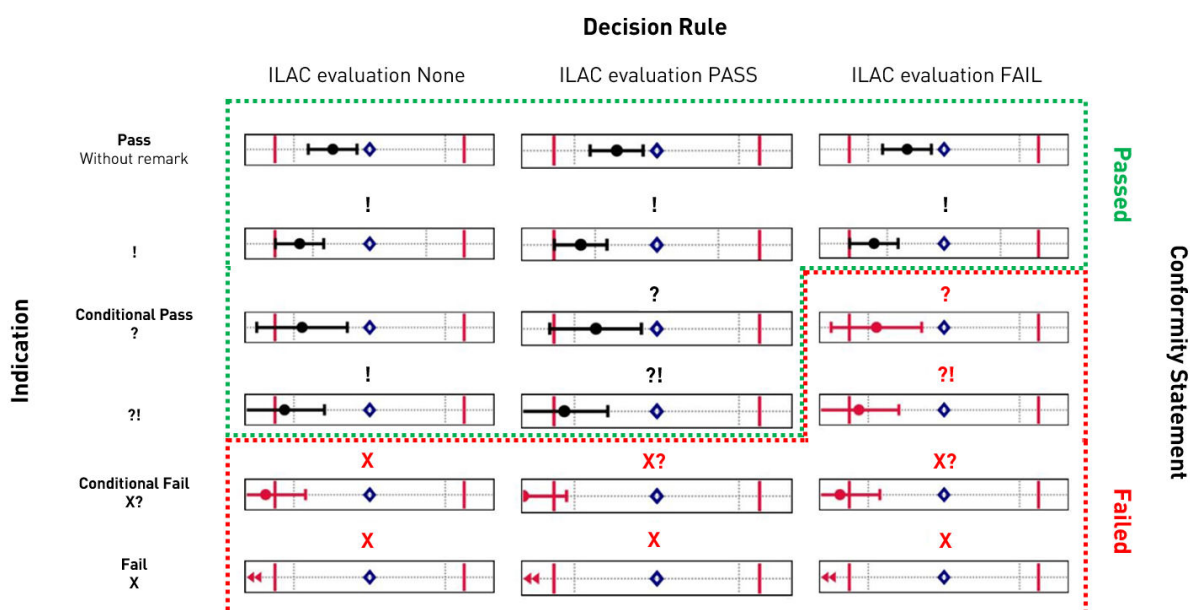 Decision Rule
ILAC evaluation None
ILAC evaluation PASS
ILAC evaluation FAIL
Indication
Pass
Without remark
! ! !
!
Conditional Pass
?
? ?
?!
! ?! ?!
Conditional Fail
X?
X X? X?
Fail
X
X X X
Passed
Failed
Conformity Statement